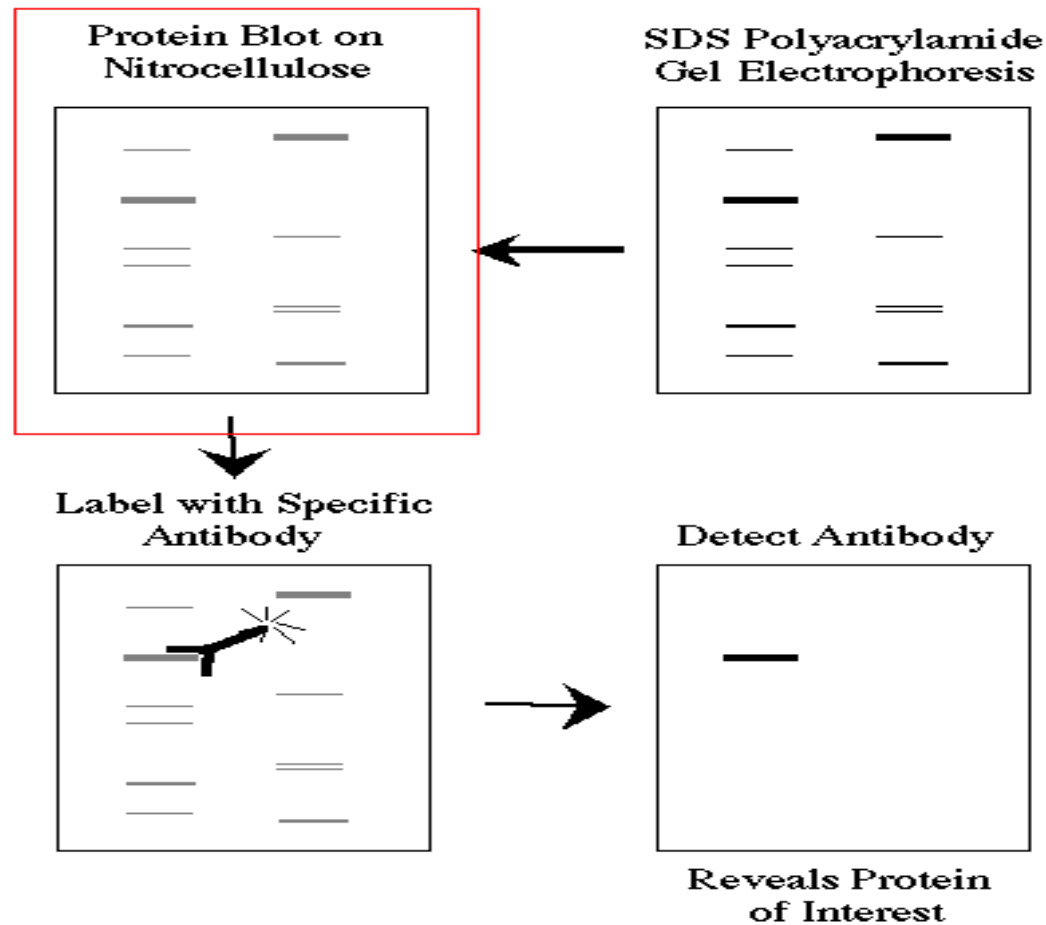 Protein Blot on
Nitrocellulose
SDS Polyacrylamide
Gel Electrophoresis
Label with Specific
Antibody
Detect Antibody
Reveals Protein
of Interest